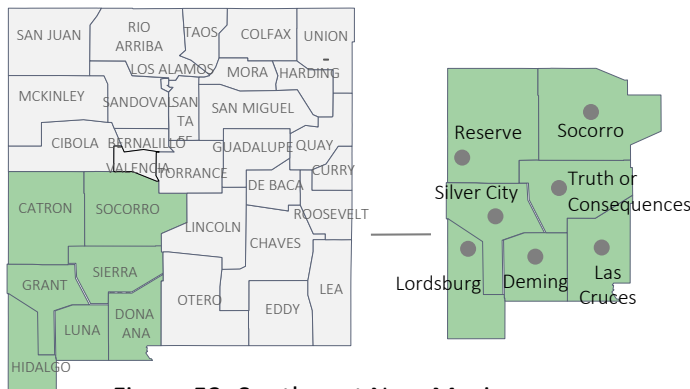 SAN JUAN
RIO
ARRIBA
TAOS
COLFAX
UNION
LOS ALAMOS
MORA
HARDING
MCKINLEY
SANDOVAL
SAN
TA
FE
SAN MIGUEL
CIBOLA
BERNALILLO
GUADALUPE
QUAY
VALENCIA
TORRANCE
CURRY
DE BACA
CATRON
SOCORRO
LINCOLN
ROOSEVELT
CHAVES
SIERRA
GRANT
OTERO
LEA
EDDY
LUNA
DONA
ANA
HIDALGO
Reserve
Socorro
Silver City
Truth or
Consequences
Lordsburg
Deming
Las
Cruces